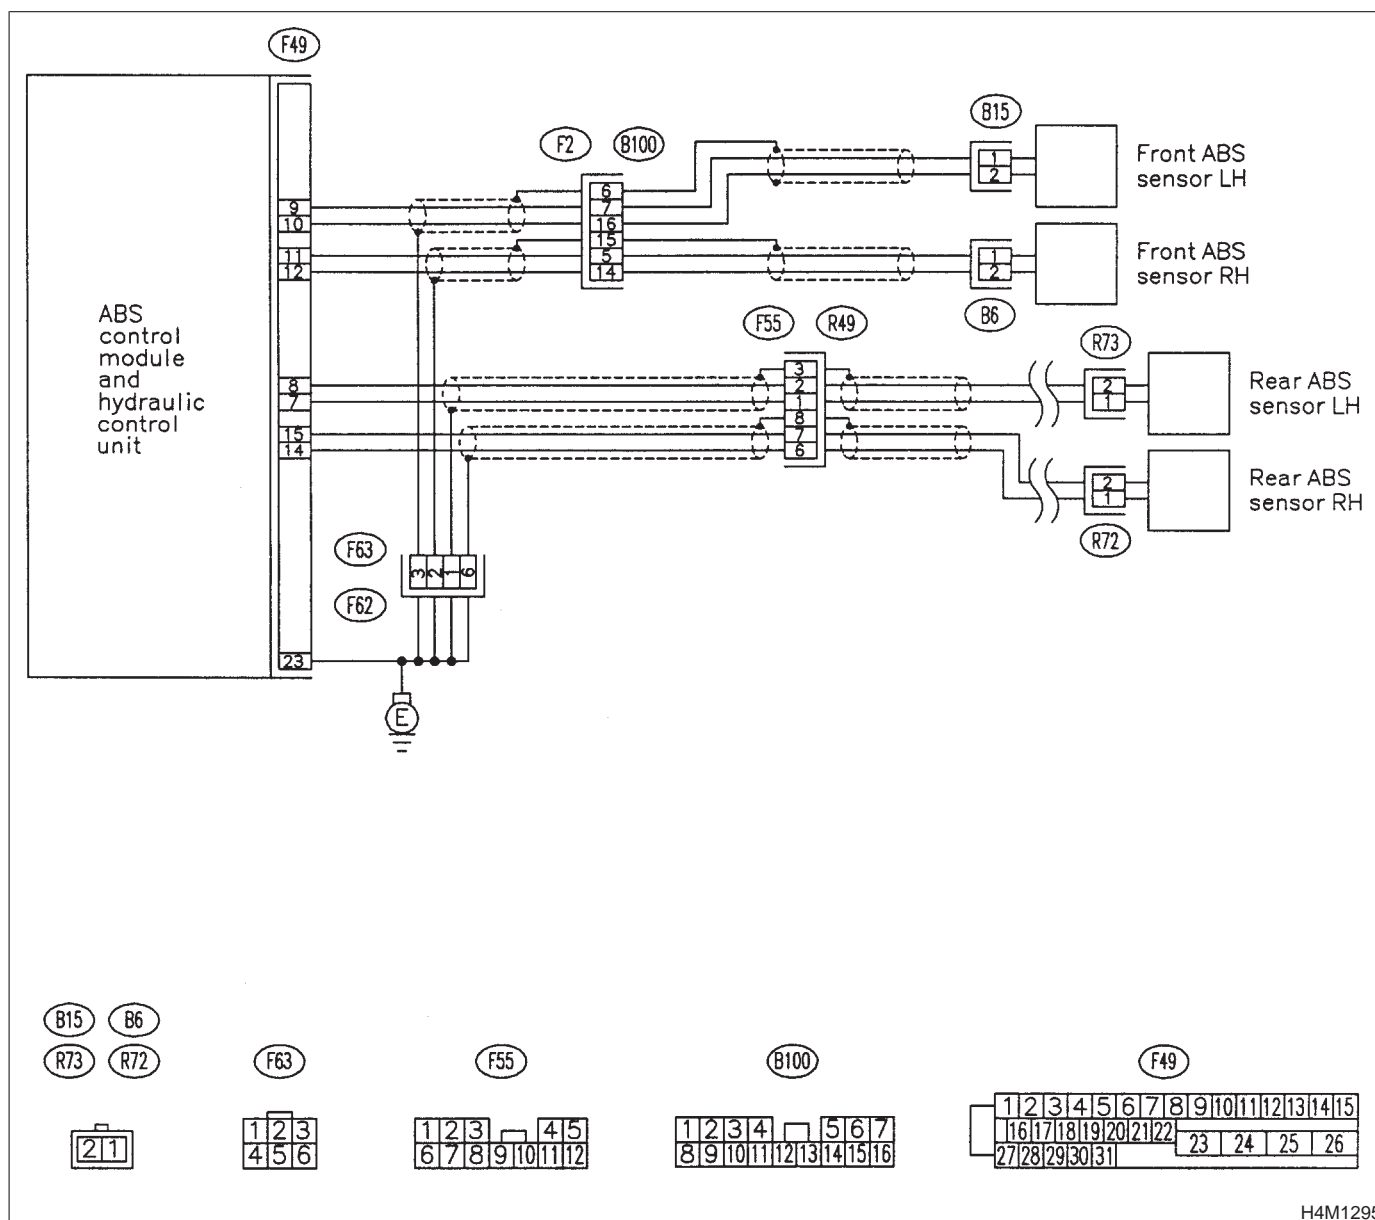 F49
F2
B100
B15
Front ABS
sensor LH
6
7
16
15
5
14
1
2
9
10
11
12
Front ABS
sensor RH
1
2
B6
ABS
control
module
and
hydraulic
control
unit
F55
R49
R73
3
2
1
8
7
6
8
7
15
14
2
1
Rear ABS
sensor LH
2
1
Rear ABS
sensor RH
R72
F63
3 2 1 6
F62
23
E
B15 B6
R73 R72
F63
F55
B100
F49
2 1
1 2 3
4 5 6
1 2 3 4 5
6 7 8 9 10 11 12
1 2 3 4 5 6 7
8 9 10 11 12 13 14 15 16
1 2 3 4 5 6 7 8 9 10 11 12 13 14 15
16 17 18 19 20 21 22 23 24 25 26
27 28 29 30 31
H4M1295